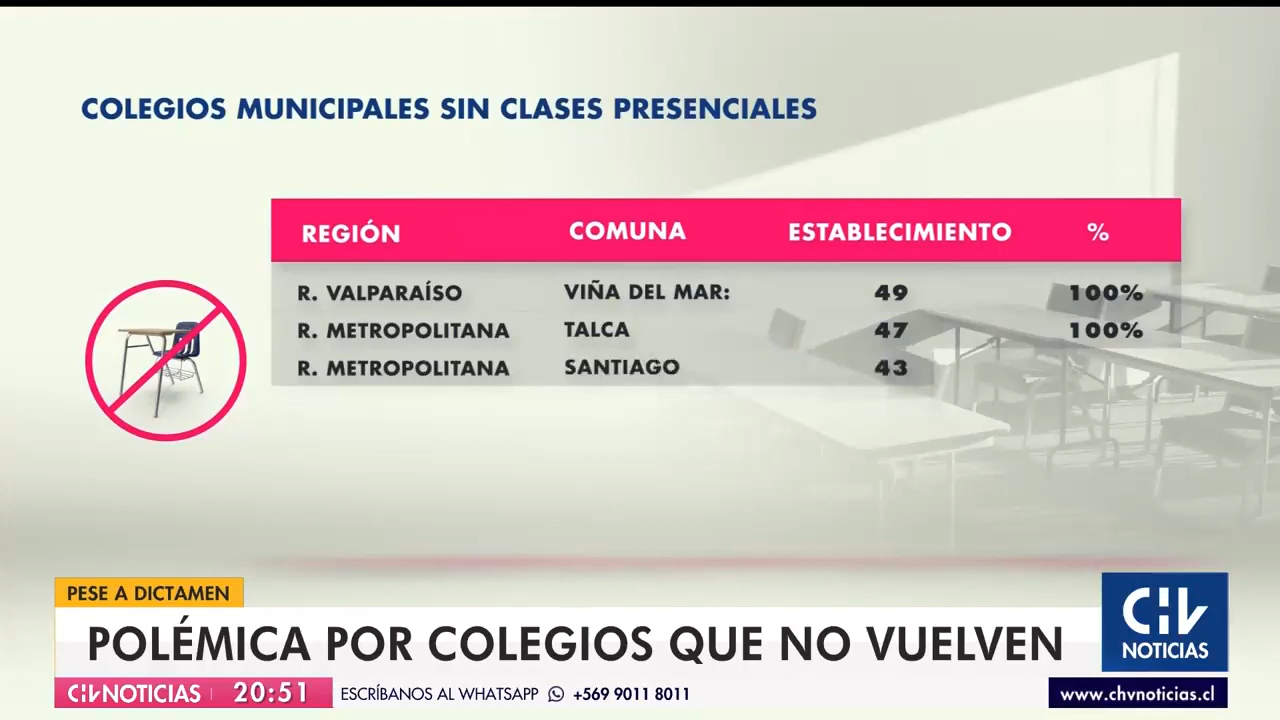 COLEGIOS MUNICIPALES SIN CLASES PRESENCIALES
REGIÓN COMUNA ESTABLECIMIENTO %
R. VALPARAÍSO VIÑA DEL MAR: 49 100%
R. METROPOLITANA TALCA 47 100%
R. METROPOLITANA SANTIAGO 43
PESE A DICTAMEN
POLÉMICA POR COLEGIOS QUE NO VUELVEN
CHV NOTICIAS
CHV NOTICIAS 20:51 ESCRÍBANOS AL WHATSAPP +569 9011 8011
www.chvnoticias.cl